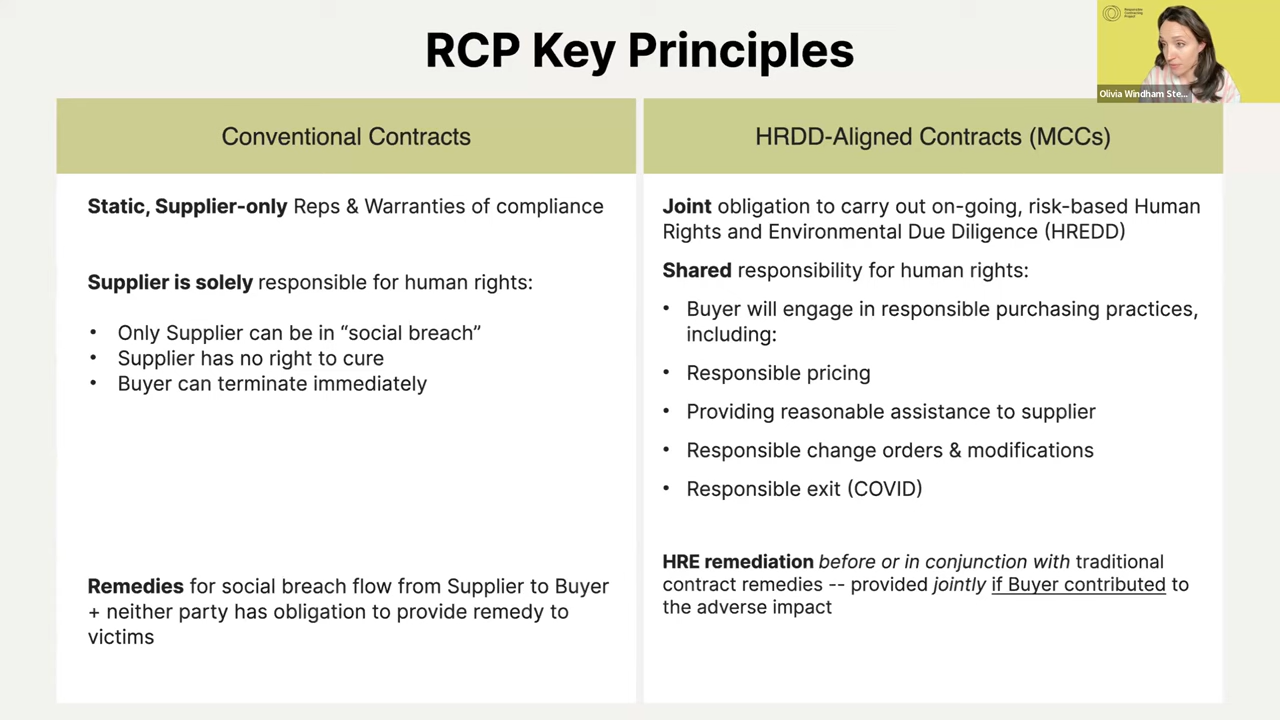 RCP Key Principles
Responsible
Contracting
Project
Olivia Windham Ste...
Conventional Contracts
Static, Supplier-only Reps & Warranties of compliance
Supplier is solely responsible for human rights:
• Only Supplier can be in “social breach”
• Supplier has no right to cure
• Buyer can terminate immediately
Remedies for social breach flow from Supplier to Buyer
+ neither party has obligation to provide remedy to
victims
HRDD-Aligned Contracts (MCCs)
Joint obligation to carry out on-going, risk-based Human
Rights and Environmental Due Diligence (HREDD)
Shared responsibility for human rights:
• Buyer will engage in responsible purchasing practices,
including:
• Responsible pricing
• Providing reasonable assistance to supplier
• Responsible change orders & modifications
• Responsible exit (COVID)
HRE remediation before or in conjunction with traditional
contract remedies -- provided jointly if Buyer contributed to
the adverse impact